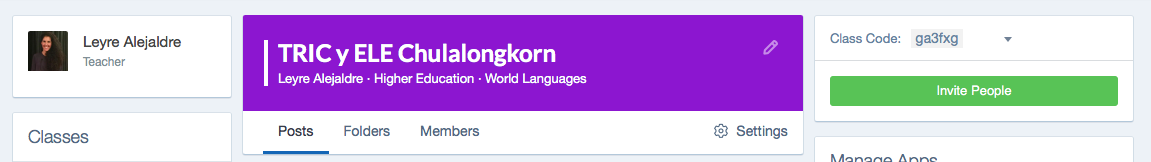 Leyre Alejaldre
Teacher
Classes
TRIC y ELE Chulalongkorn
Leyre Alejaldre · Higher Education · World Languages
Posts Folders Members Settings
Class Code: ga3fxg
Invite People
Manage Apps